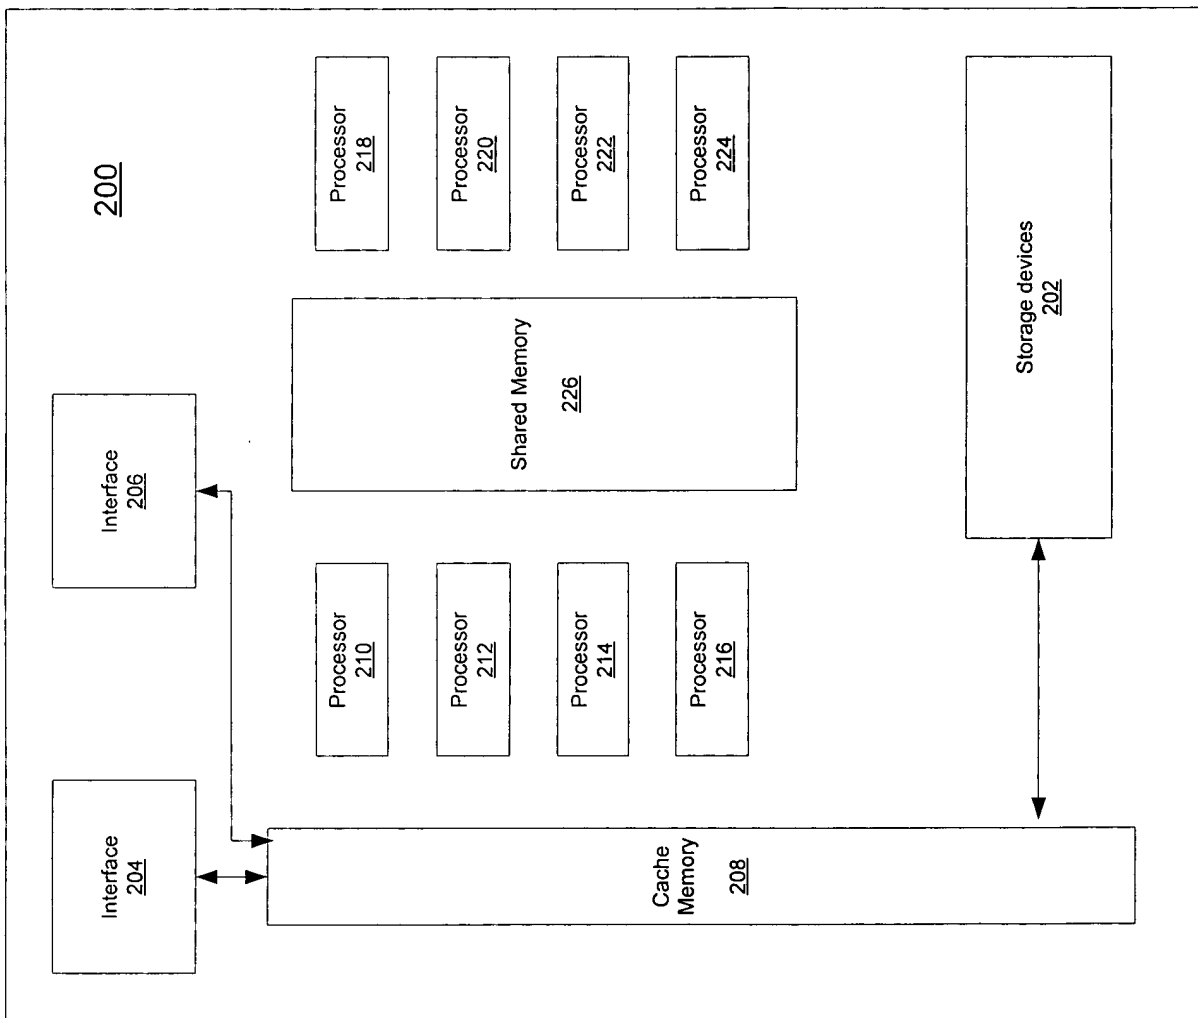 200
Interface
204
Interface
206
Processor
210
Processor
218
Processor
212
Processor
220
Shared Memory
226
Processor
214
Processor
222
Cache
Memory
208
Processor
216
Processor
224
Storage devices
202